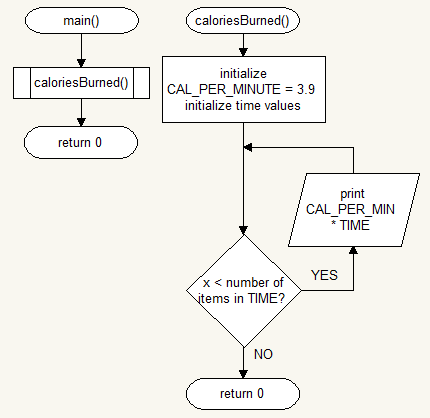 main()
caloriesBurned()
return 0
caloriesBurned()
initialize
CAL_PER_MINUTE = 3.9
initialize time values
print
CAL_PER_MIN
* TIME
x < number of
items in TIME?
YES
NO
return 0